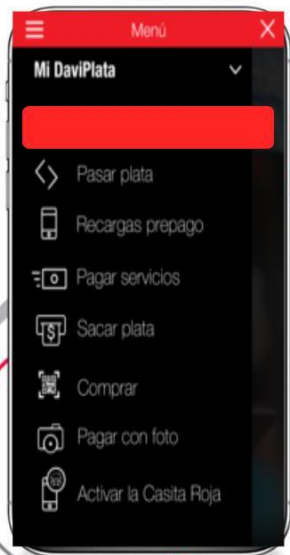 Menú
Mi DaviPlata
Pasar plata
Recargas prepago
Pagar servicios
Sacar plata
Comprar
Pagar con foto
Activar la Casita Roja